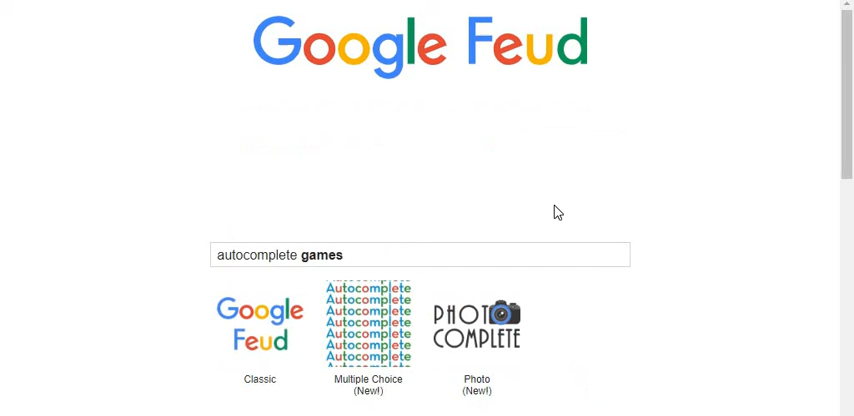 Google Feud
autocomplete games
Google
Feud
Autocomplete
Autocomplete
Autocomplete
Autocomplete
Autocomplete
Autocomplete
Autocomplete
PHOTO
COMPLETE
Classic
Multiple Choice
(New!)
Photo
(New!)